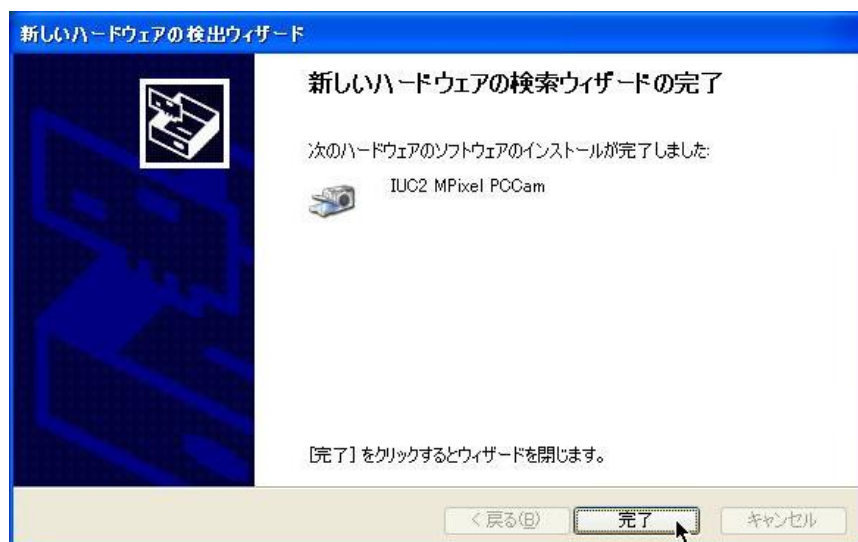 新しいハードウェアの検出ウィザード
新しいハードウェアの検索ウィザードの完了
次のハードウェアのソフトウェアのインストールが完了しました:
IUC2 MPixel PCCam
[完了] をクリックするとウィザードを閉じます。
< 戻る(B)
完了
キャンセル